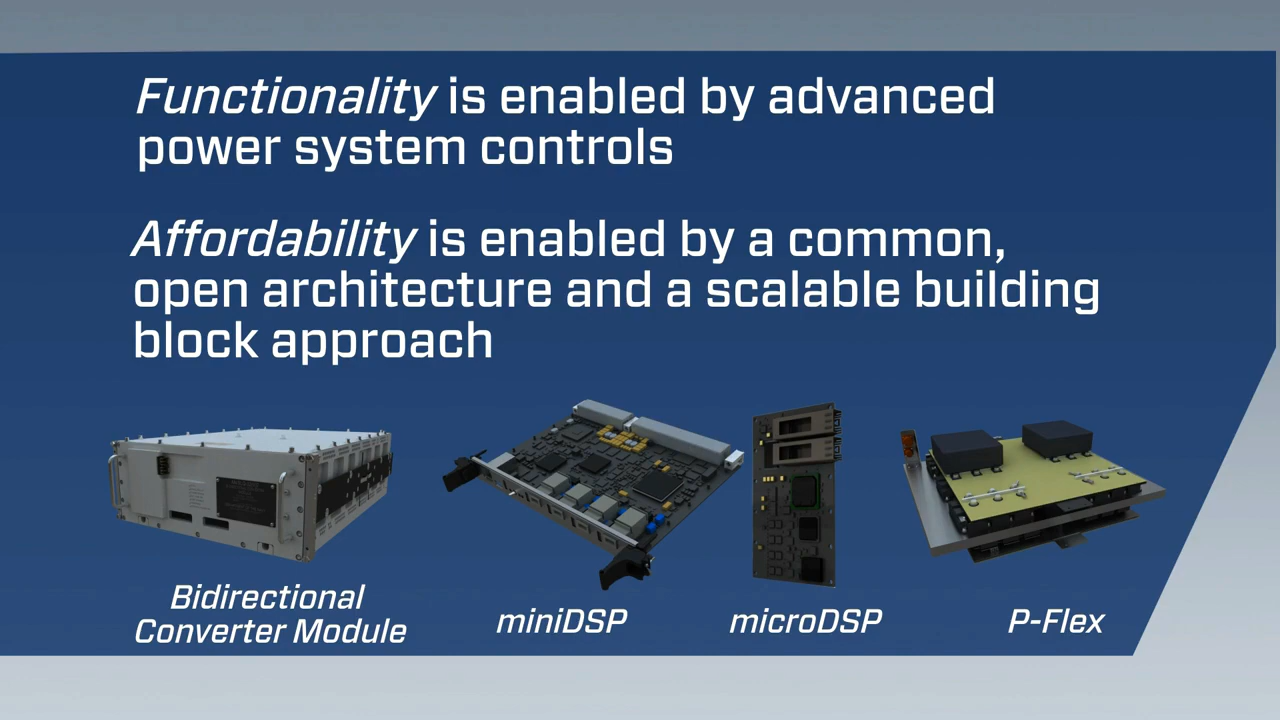 Functionality is enabled by advanced
power system controls
Affordability is enabled by a common,
open architecture and a scalable building
block approach
Bidirectional
Converter Module
miniDSP
microDSP
P-Flex